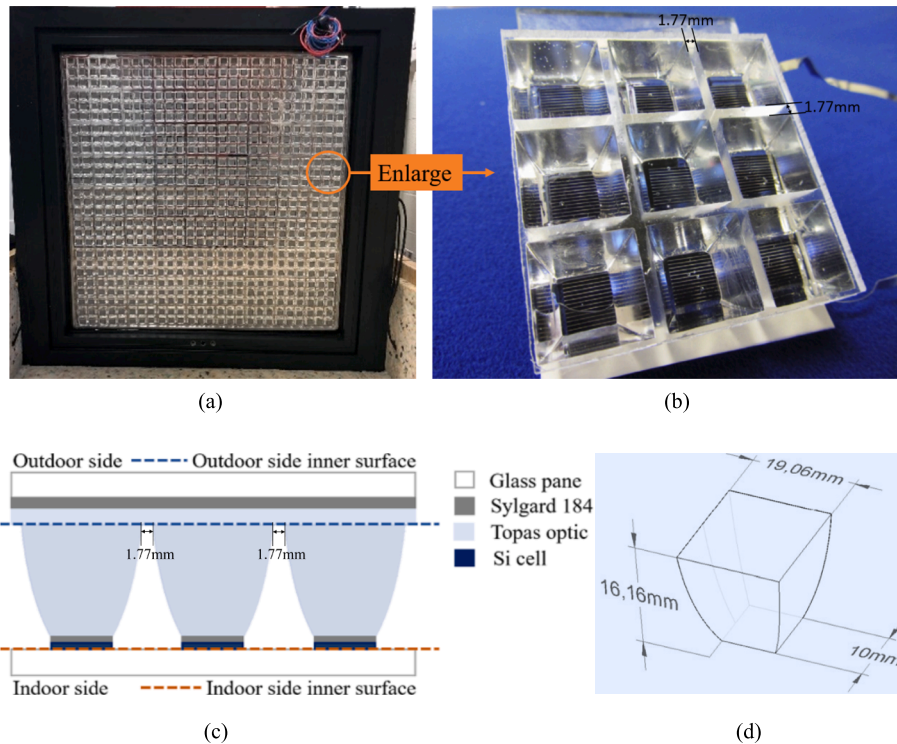 1.77mm
1.77mm
Enlarge
(a)
(b)
Outdoor side
Outdoor side inner surface
1.77mm
1.77mm
Indoor side
Indoor side inner surface
Glass pane
Sylgard 184
Topas optic
Si cell
(c)
19,06mm
16,16mm
10mm
(d)